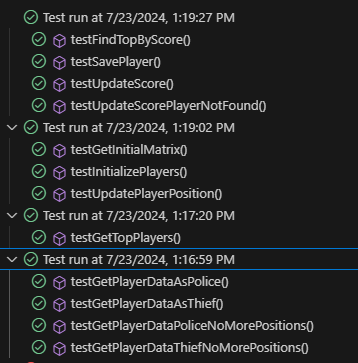 Test run at 7/23/2024, 1:19:27 PM
testFindTopByScore()
testSavePlayer()
testUpdateScore()
testUpdateScorePlayerNotFound()
Test run at 7/23/2024, 1:19:02 PM
testGetInitialMatrix()
testInitializePlayers()
testUpdatePlayerPosition()
Test run at 7/23/2024, 1:17:20 PM
testGetTopPlayers()
Test run at 7/23/2024, 1:16:59 PM
testGetPlayerDataAsPolice()
testGetPlayerDataAsThief()
testGetPlayerDataPoliceNoMorePositions()
testGetPlayerDataThiefNoMorePositions()